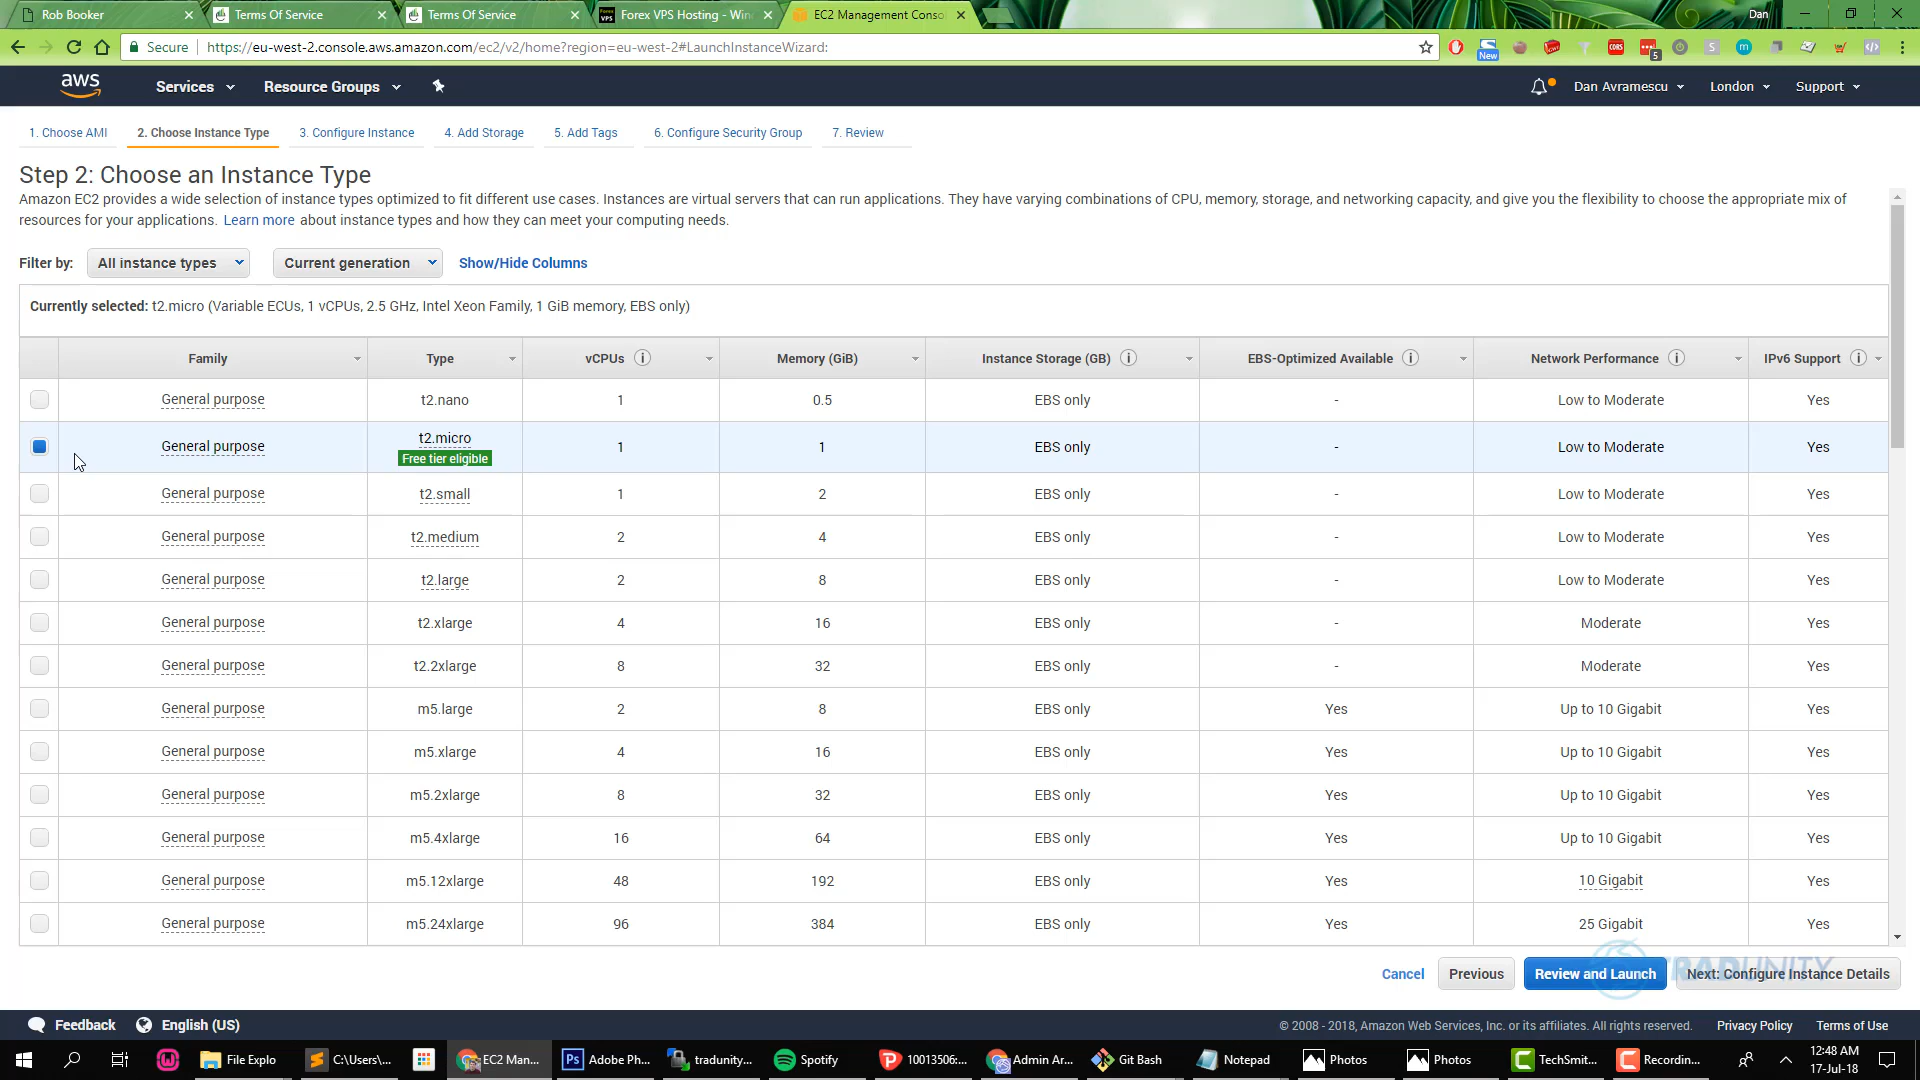 Rob Booker
Terms Of Service
Terms Of Service
Forex VPS Hosting - Win
EC2 Management Conso
Dan
Secure
https://eu-west-2.console.aws.amazon.com/ec2/v2/home?region=eu-west-2#LaunchInstanceWizard:
New
CORS
5
S
m
aws
Services
Resource Groups
Dan Avramescu
London
Support
1. Choose AMI
2. Choose Instance Type
3. Configure Instance
4. Add Storage
5. Add Tags
6. Configure Security Group
7. Review
Step 2: Choose an Instance Type
Amazon EC2 provides a wide selection of instance types optimized to fit different use cases. Instances are virtual servers that can run applications. They have varying combinations of CPU, memory, storage, and networking capacity, and give you the flexibility to choose the appropriate mix of
resources for your applications. Learn more about instance types and how they can meet your computing needs.
Filter by: All instance types Current generation Show/Hide Columns
Currently selected: t2.micro (Variable ECUs, 1 vCPUs, 2.5 GHz, Intel Xeon Family, 1 GiB memory, EBS only)
Family Type vCPUs Memory (GiB) Instance Storage (GB) EBS-Optimized Available Network Performance IPv6 Support
General purpose t2.nano 1 0.5 EBS only - Low to Moderate Yes
General purpose t2.micro 1 1 EBS only - Low to Moderate Yes
Free tier eligible
General purpose t2.small 1 2 EBS only - Low to Moderate Yes
General purpose t2.medium 2 4 EBS only - Low to Moderate Yes
General purpose t2.large 2 8 EBS only - Low to Moderate Yes
General purpose t2.xlarge 4 16 EBS only - Moderate Yes
General purpose t2.2xlarge 8 32 EBS only - Moderate Yes
General purpose m5.large 2 8 EBS only Yes Up to 10 Gigabit Yes
General purpose m5.xlarge 4 16 EBS only Yes Up to 10 Gigabit Yes
General purpose m5.2xlarge 8 32 EBS only Yes Up to 10 Gigabit Yes
General purpose m5.4xlarge 16 64 EBS only Yes Up to 10 Gigabit Yes
General purpose m5.12xlarge 48 192 EBS only Yes 10 Gigabit Yes
General purpose m5.24xlarge 96 384 EBS only Yes 25 Gigabit Yes
Cancel
Previous
Review and Launch
Next: Configure Instance Details
TRADUNITY
Feedback
English (US)
© 2008 - 2018, Amazon Web Services, Inc. or its affiliates. All rights reserved.
Privacy Policy
Terms of Use
File Explo
C:\Users\...
EC2 Man...
Adobe Ph...
tradunity...
Spotify
10013506:...
Admin Ar...
Git Bash
Notepad
Photos
Photos
TechSmit...
Recordin...
12:48 AM
17-Jul-18